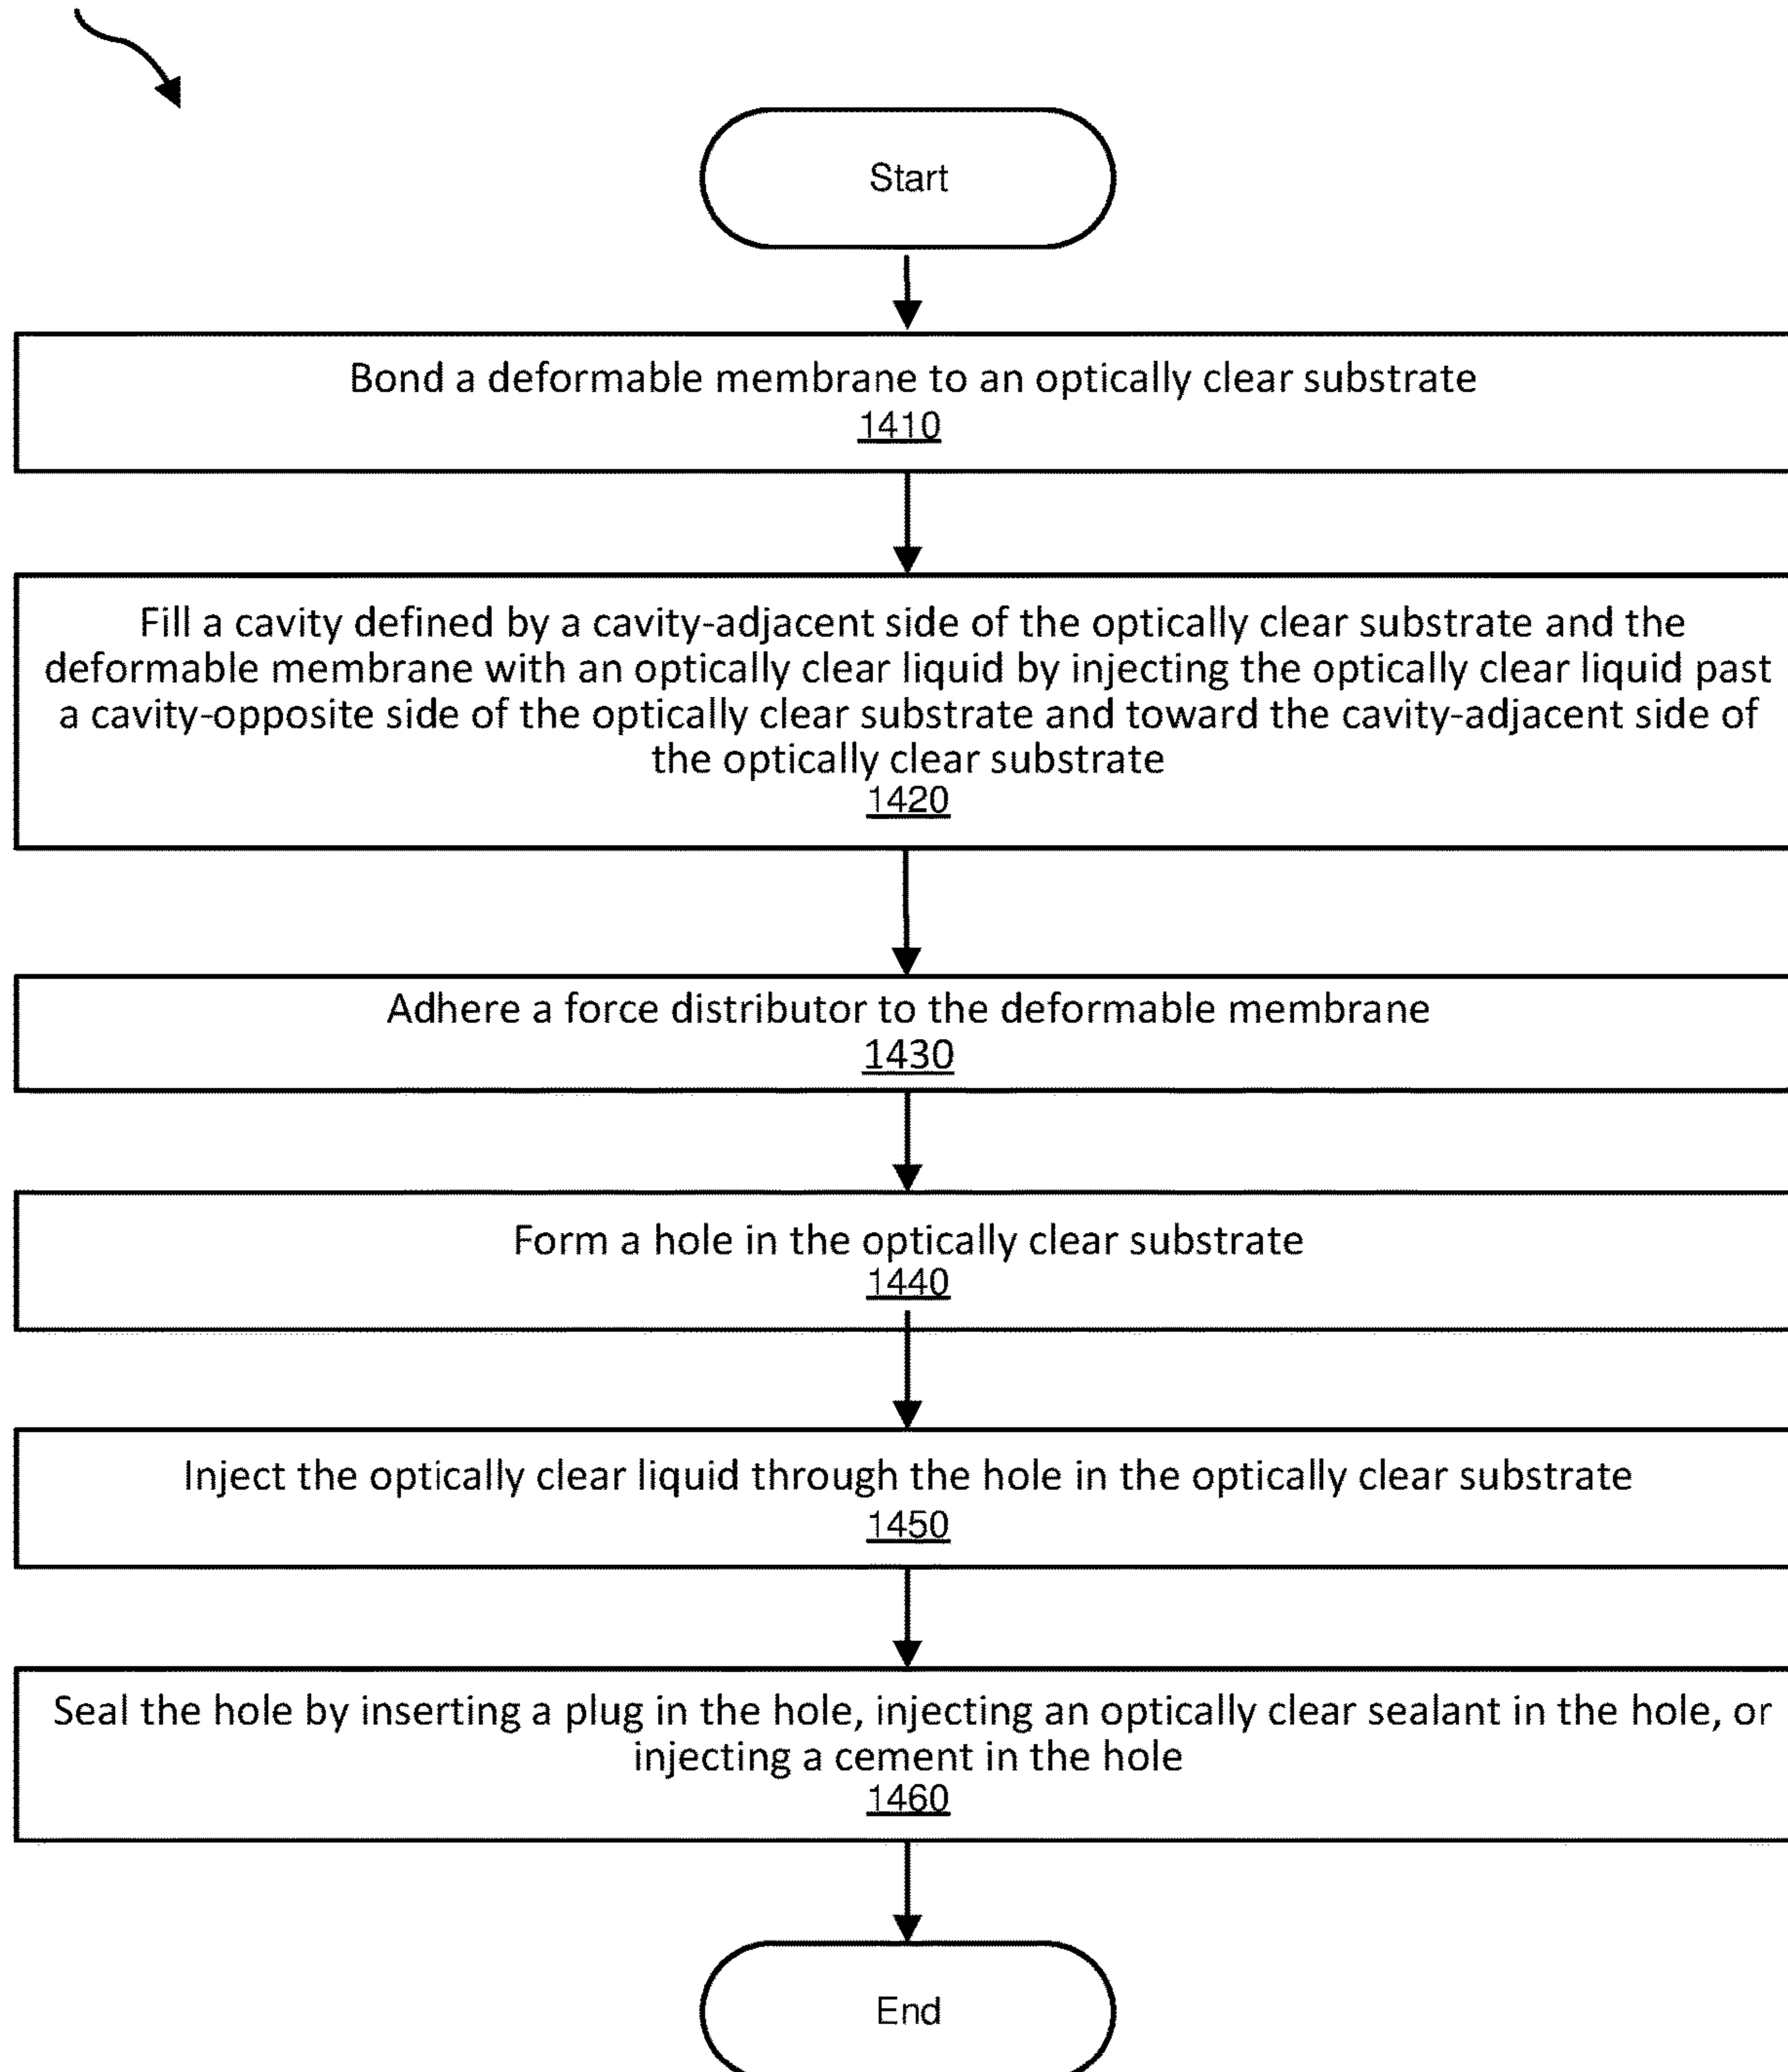 Start
Bond a deformable membrane to an optically clear substrate
1410
Fill a cavity defined by a cavity-adjacent side of the optically clear substrate and the
deformable membrane with an optically clear liquid by injecting the optically clear liquid past
a cavity-opposite side of the optically clear substrate and toward the cavity-adjacent side of
the optically clear substrate
1420
Adhere a force distributor to the deformable membrane
1430
Form a hole in the optically clear substrate
1440
Inject the optically clear liquid through the hole in the optically clear substrate
1450
Seal the hole by inserting a plug in the hole, injecting an optically clear sealant in the hole, or
injecting a cement in the hole
1460
End